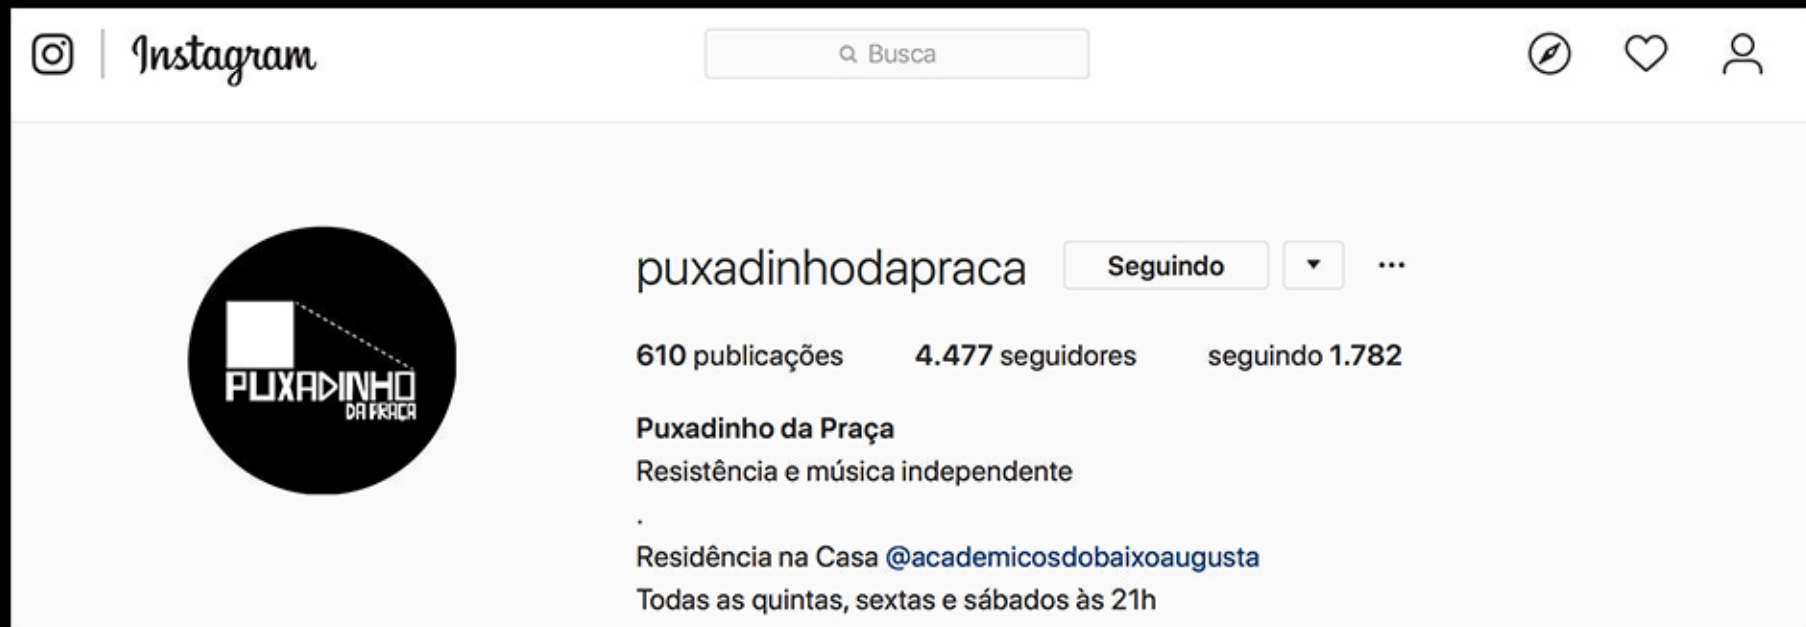 Instagram
Busca
puxadinhodapraca Seguindo
610 publicações 4.477 seguidores seguindo 1.782
PUXADINHO
DA PRAÇA
Puxadinho da Praça
Resistência e música independente
.
Residência na Casa @academicosdobaixoaugusta
Todas as quintas, sextas e sábados às 21h